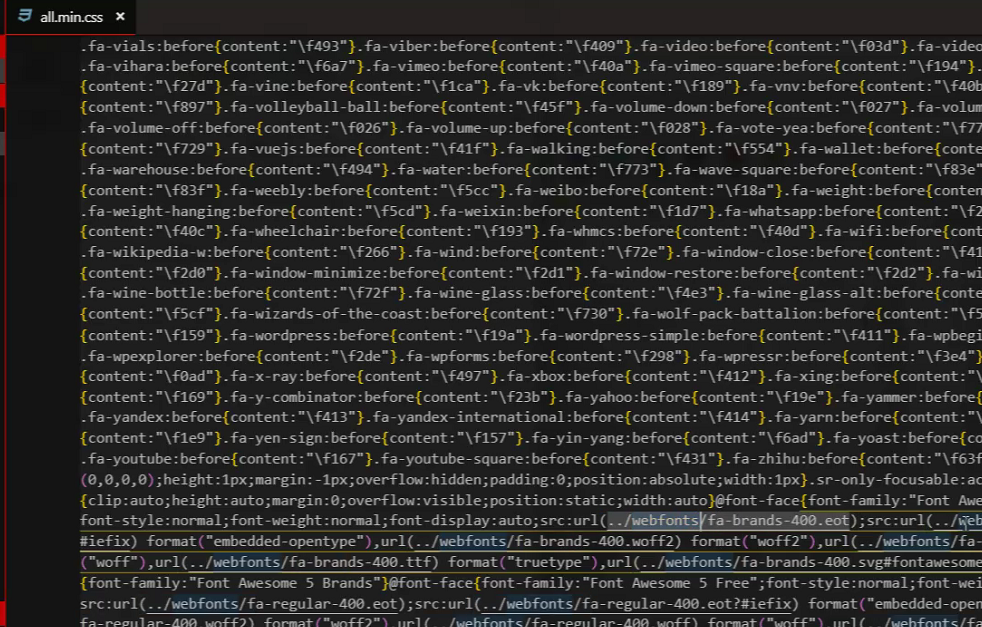 all.min.css ×
.fa-vials:before{content:"\f493"}.fa-viber:before{content:"\f409"}.fa-video:before{content:"\f03d"}.fa-video
.fa-vihara:before{content:"\f6a7"}.fa-vimeo:before{content:"\f40a"}.fa-vimeo-square:before{content:"\f194"}.
{content:"\f27d"}.fa-vine:before{content:"\f1ca"}.fa-vk:before{content:"\f189"}.fa-vnv:before{content:"\f40b
{content:"\f897"}.fa-volleyball-ball:before{content:"\f45f"}.fa-volume-down:before{content:"\f027"}.fa-volum
.fa-volume-off:before{content:"\f026"}.fa-volume-up:before{content:"\f028"}.fa-vote-yea:before{content:"\f77
{content:"\f729"}.fa-vuejs:before{content:"\f41f"}.fa-walking:before{content:"\f554"}.fa-wallet:before{conte
.fa-warehouse:before{content:"\f494"}.fa-water:before{content:"\f773"}.fa-wave-square:before{content:"\f83e"
{content:"\f83f"}.fa-weebly:before{content:"\f5cc"}.fa-weibo:before{content:"\f18a"}.fa-weight:before{conten
.fa-weight-hanging:before{content:"\f5cd"}.fa-weixin:before{content:"\f1d7"}.fa-whatsapp:before{content:"\f2
{content:"\f40c"}.fa-wheelchair:before{content:"\f193"}.fa-whmcs:before{content:"\f40d"}.fa-wifi:before{cont
.fa-wikipedia-w:before{content:"\f266"}.fa-wind:before{content:"\f72e"}.fa-window-close:before{content:"\f41
{content:"\f2d0"}.fa-window-minimize:before{content:"\f2d1"}.fa-window-restore:before{content:"\f2d2"}.fa-wi
.fa-wine-bottle:before{content:"\f72f"}.fa-wine-glass:before{content:"\f4e3"}.fa-wine-glass-alt:before{conte
{content:"\f5cf"}.fa-wizards-of-the-coast:before{content:"\f730"}.fa-wolf-pack-battalion:before{content:"\f5
{content:"\f159"}.fa-wordpress:before{content:"\f19a"}.fa-wordpress-simple:before{content:"\f411"}.fa-wpbegi
.fa-wpexplorer:before{content:"\f2de"}.fa-wpforms:before{content:"\f298"}.fa-wpressr:before{content:"\f3e4"}
{content:"\f0ad"}.fa-x-ray:before{content:"\f497"}.fa-xbox:before{content:"\f412"}.fa-xing:before{content:"\
{content:"\f169"}.fa-y-combinator:before{content:"\f23b"}.fa-yahoo:before{content:"\f19e"}.fa-yammer:before{
.fa-yandex:before{content:"\f413"}.fa-yandex-international:before{content:"\f414"}.fa-yarn:before{content:"\
{content:"\f1e9"}.fa-yen-sign:before{content:"\f157"}.fa-yin-yang:before{content:"\f6ad"}.fa-yoast:before{co
.fa-youtube:before{content:"\f167"}.fa-youtube-square:before{content:"\f431"}.fa-zhihu:before{content:"\f63f
(0,0,0,0);height:1px;margin:-1px;overflow:hidden;padding:0;position:absolute;width:1px}.sr-only-focusable:ac
{clip:auto;height:auto;margin:0;overflow:visible;position:static;width:auto}@font-face{font-family:"Font Awe
font-style:normal;font-weight:normal;font-display:auto;src:url(../webfonts/fa-brands-400.eot);src:url(../web
#iefix) format("embedded-opentype"),url(../webfonts/fa-brands-400.woff2) format("woff2"),url(../webfonts/fa-
("woff"),url(../webfonts/fa-brands-400.ttf) format("truetype"),url(../webfonts/fa-brands-400.svg#fontawesome
{font-family:"Font Awesome 5 Brands"}@font-face{font-family:"Font Awesome 5 Free";font-style:normal;font-wei
src:url(../webfonts/fa-regular-400.eot);src:url(../webfonts/fa-regular-400.eot?#iefix) format("embedded-open
fa-regular-400.woff2) format("woff2"),url(../webfonts/fa-regular-400.woff) format("woff"),url(../webfonts